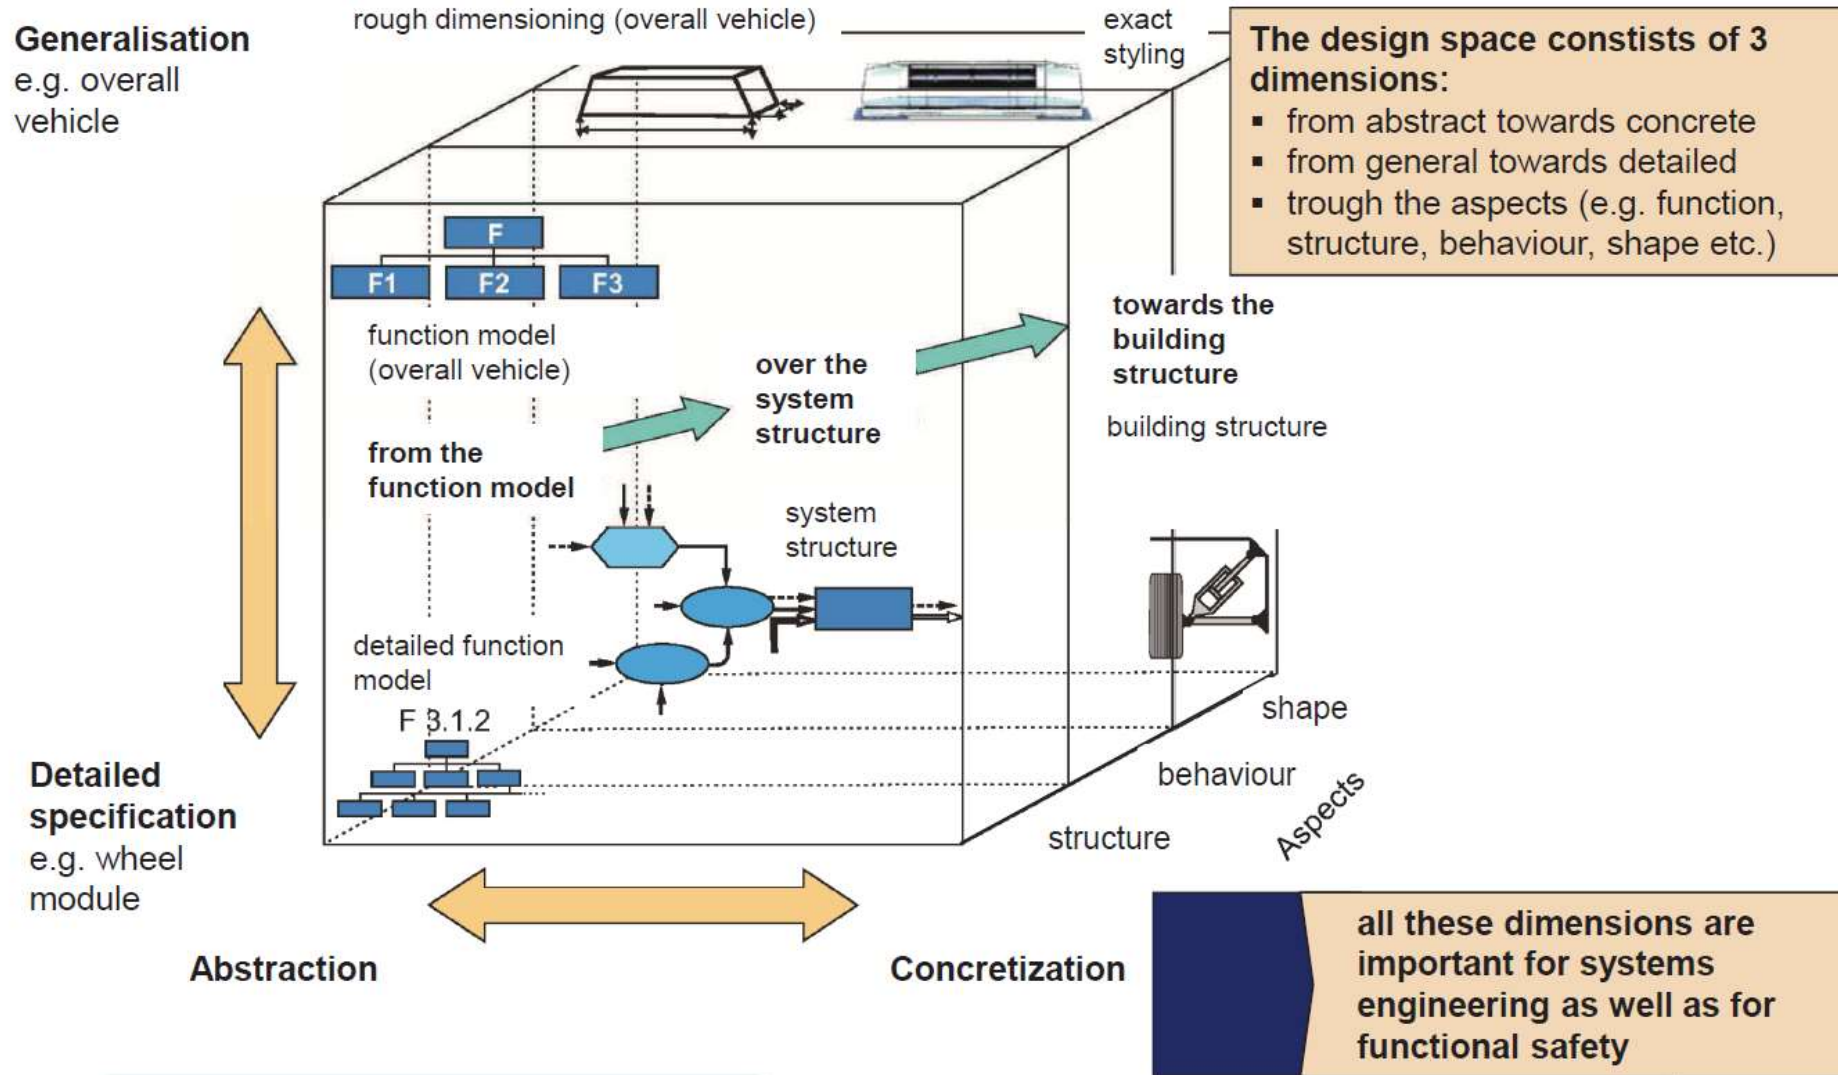 Generalisation
e.g. overall
vehicle
rough dimensioning (overall vehicle)
exact
styling
The design space constists of 3
dimensions:
▪ from abstract towards concrete
▪ from general towards detailed
▪ trough the aspects (e.g. function,
structure, behaviour, shape etc.)
F
F1 F2 F3
function model
(overall vehicle)
from the
function model
over the
system
structure
towards the
building
structure
building structure
system
structure
detailed function
model
F 3.1.2
Detailed
specification
e.g. wheel
module
shape
behaviour
structure
Aspects
Abstraction
Concretization
all these dimensions are
important for systems
engineering as well as for
functional safety